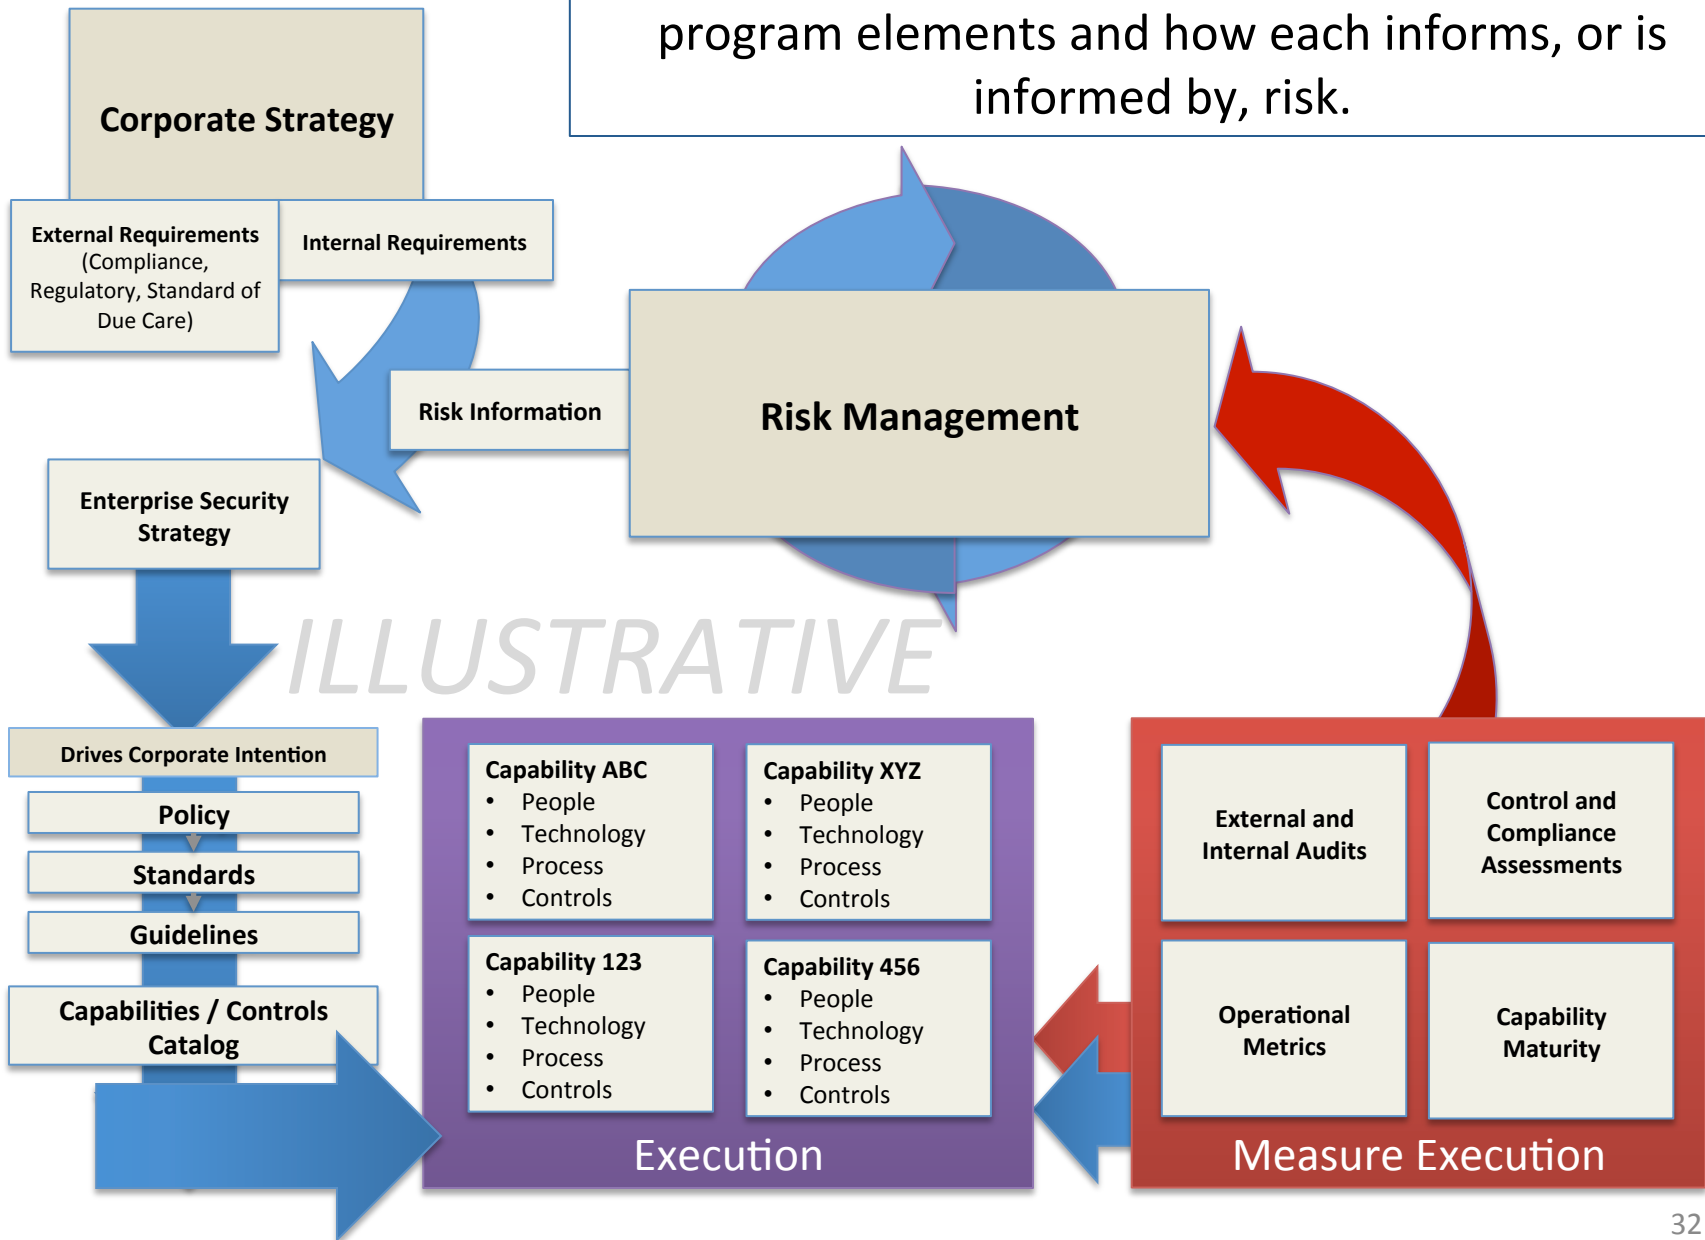 program elements and how each informs, or is
informed by, risk.
Corporate Strategy
External Requirements
(Compliance,
Regulatory, Standard of
Due Care)
Internal Requirements
Risk Information
Risk Management
Enterprise Security
Strategy
ILLUSTRATIVE
Drives Corporate Intention
Policy
Standards
Guidelines
Capabilities / Controls
Catalog
Capability ABC
• People
• Technology
• Process
• Controls
Capability XYZ
• People
• Technology
• Process
• Controls
Capability 123
• People
• Technology
• Process
• Controls
Capability 456
• People
• Technology
• Process
• Controls
Execution
External and
Internal Audits
Control and
Compliance
Assessments
Operational
Metrics
Capability
Maturity
Measure Execution
32